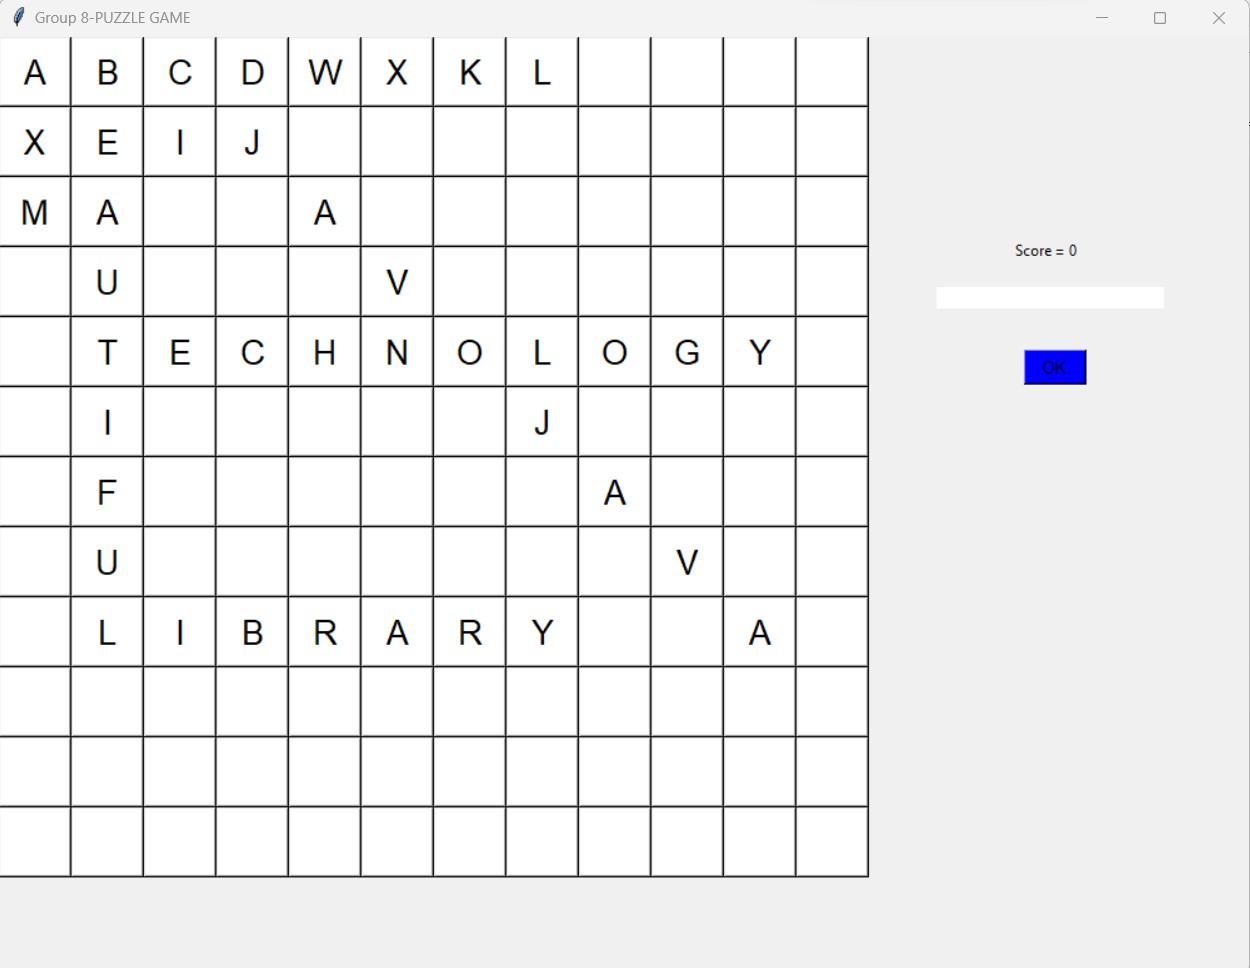 Group 8-PUZZLE GAME
A B C D W X K L
X E I J
M A A
U V
Score = 0
T E C H N O L O G Y
OK
I J
F A
U V
L I B R A R Y A